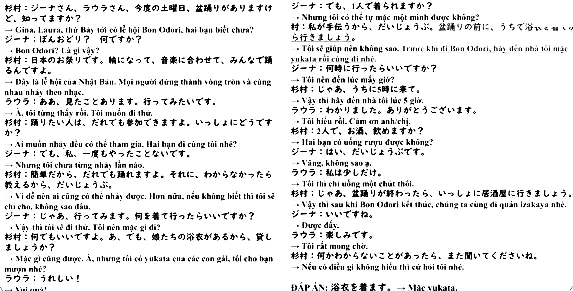 杉村：ジーナさん、ラウラさん、今度の土曜日、盆踊りがありますけ
ど、知ってますか？
→ Gina, Laura, thứ Bảy tới có lễ hội Bon Odori, hai bạn biết chưa?
ジーナ：ぼんおどり？ 何ですか？
• Bon Odori? Là gì vậy?
杉村：日本のお祭りです。輪になって、音楽に合わせて、みんなで踊
るんですよ。
→ Đây là lễ hội của Nhật Bản. Mọi người đứng thành vòng tròn và cùng
nhau nhảy theo nhạc.
ラウラ：ああ、見たことあります。行ってみたいです。
→ À, tôi từng thấy rồi. Tôi muốn đi thử.
杉村：踊りたい人は、だれでも参加できますよ。いっしょにどうです
か？
→ Ai muốn nhảy đều có thể tham gia. Hai bạn đi cùng tôi nhé?
ジーナ：でも、私、一度もやったことないです。
→ Nhưng tôi chưa từng nhảy lần nào.
杉村：簡単だから、だれでも踊れますよ。それに、わからなかったら
教えるから、だいじょうぶ。
• Vì dễ nên ai cũng có thể nhảy được. Hơn nữa, nếu không biết thì tôi sẽ
chỉ cho, không sao đâu.
ジーナ：じゃあ、行ってみます。何を着て行ったらいいですか？
• Vậy thì tôi sẽ đi thử. Tôi nên mặc gì đi?
杉村：何でもいいですよ。あ、でも、娘たちの浴衣があるから、貸し
ましょうか？
• Mặc gì cũng được. À, nhưng tôi có yukata của các con gái, tôi cho bạn
mượn nhé?
ラウラ：うれしい！
→ Vui quá!
ジーナ：でも、1人で着られますか？
• Nhưng tôi có thể tự mặc một mình được không?
村：私が手伝うから、だいじょうぶ。盆踊りの前に、うちで浴衣を着てか
ら行きましょう。
• Tôi sẽ giúp nên không sao. Trước khi đi Bon Odori, hãy đến nhà tôi mặc
yukata rồi cùng đi nhé.
ジーナ：何時に行ったらいいですか？
→ Tôi nên đến lúc mấy giờ?
杉村：じゃあ、うちに5時に来て。
→ Vậy thì hãy đến nhà tôi lúc 5 giờ.
ラウラ：わかりました。ありがとうございます。
• Tôi hiểu rồi. Cảm ơn anh/chị.
杉村：2人で、お酒、飲めますか？
• Hai bạn có uống rượu được không?
ジーナ：はい、だいじょうぶです。
→ Vâng, không sao ạ.
ラウラ：私は少しだけ。
• Tôi thì chỉ uống một chút thôi.
杉村：じゃあ、盆踊りが終わったら、いっしょに居酒屋に行きましょう。
• Vậy thì sau khi Bon Odori kết thúc, chúng ta cùng đi quán izakaya nhé.
ジーナ：いいですね。
• Được đấy.
ラウラ：楽しみです。
→ Tôi rất mong chờ.
杉村：何かわからないことがあったら、また聞いてくださいね。
→ Nếu có điều gì không hiểu thì cứ hỏi tôi nhé.
ĐÁP ÁN: 浴衣を着ます。→ Mặc yukata.